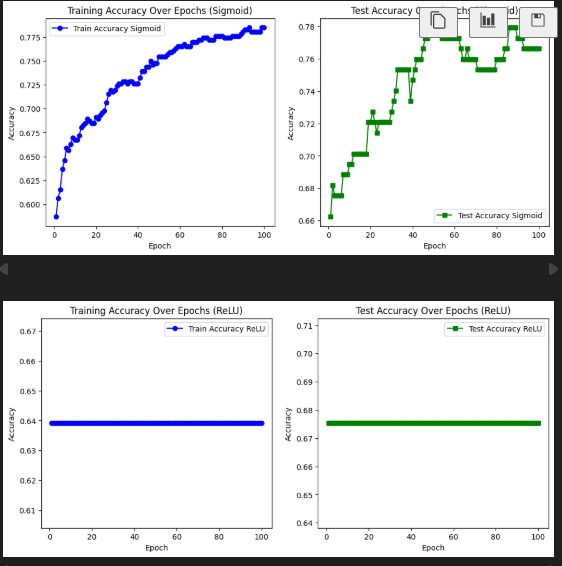 Training Accuracy Over Epochs (Sigmoid)
Train Accuracy Sigmoid
0.775
0.750
0.725
0.700
0.675
0.650
0.625
0.600
Accuracy
0 20 40 60 80 100
Epoch
Test Accuracy
0.78
0.76
0.74
0.72
0.70
0.68
0.66
Accuracy
Test Accuracy Sigmoid
0 20 40 60 80 100
Epoch
Training Accuracy Over Epochs (ReLU)
Train Accuracy ReLU
0.67
0.66
0.65
0.64
0.63
0.62
0.61
Accuracy
0 20 40 60 80 100
Epoch
Test Accuracy Over Epochs (ReLU)
Test Accuracy ReLU
0.71
0.70
0.69
0.68
0.67
0.66
0.65
0.64
Accuracy
0 20 40 60 80 100
Epoch